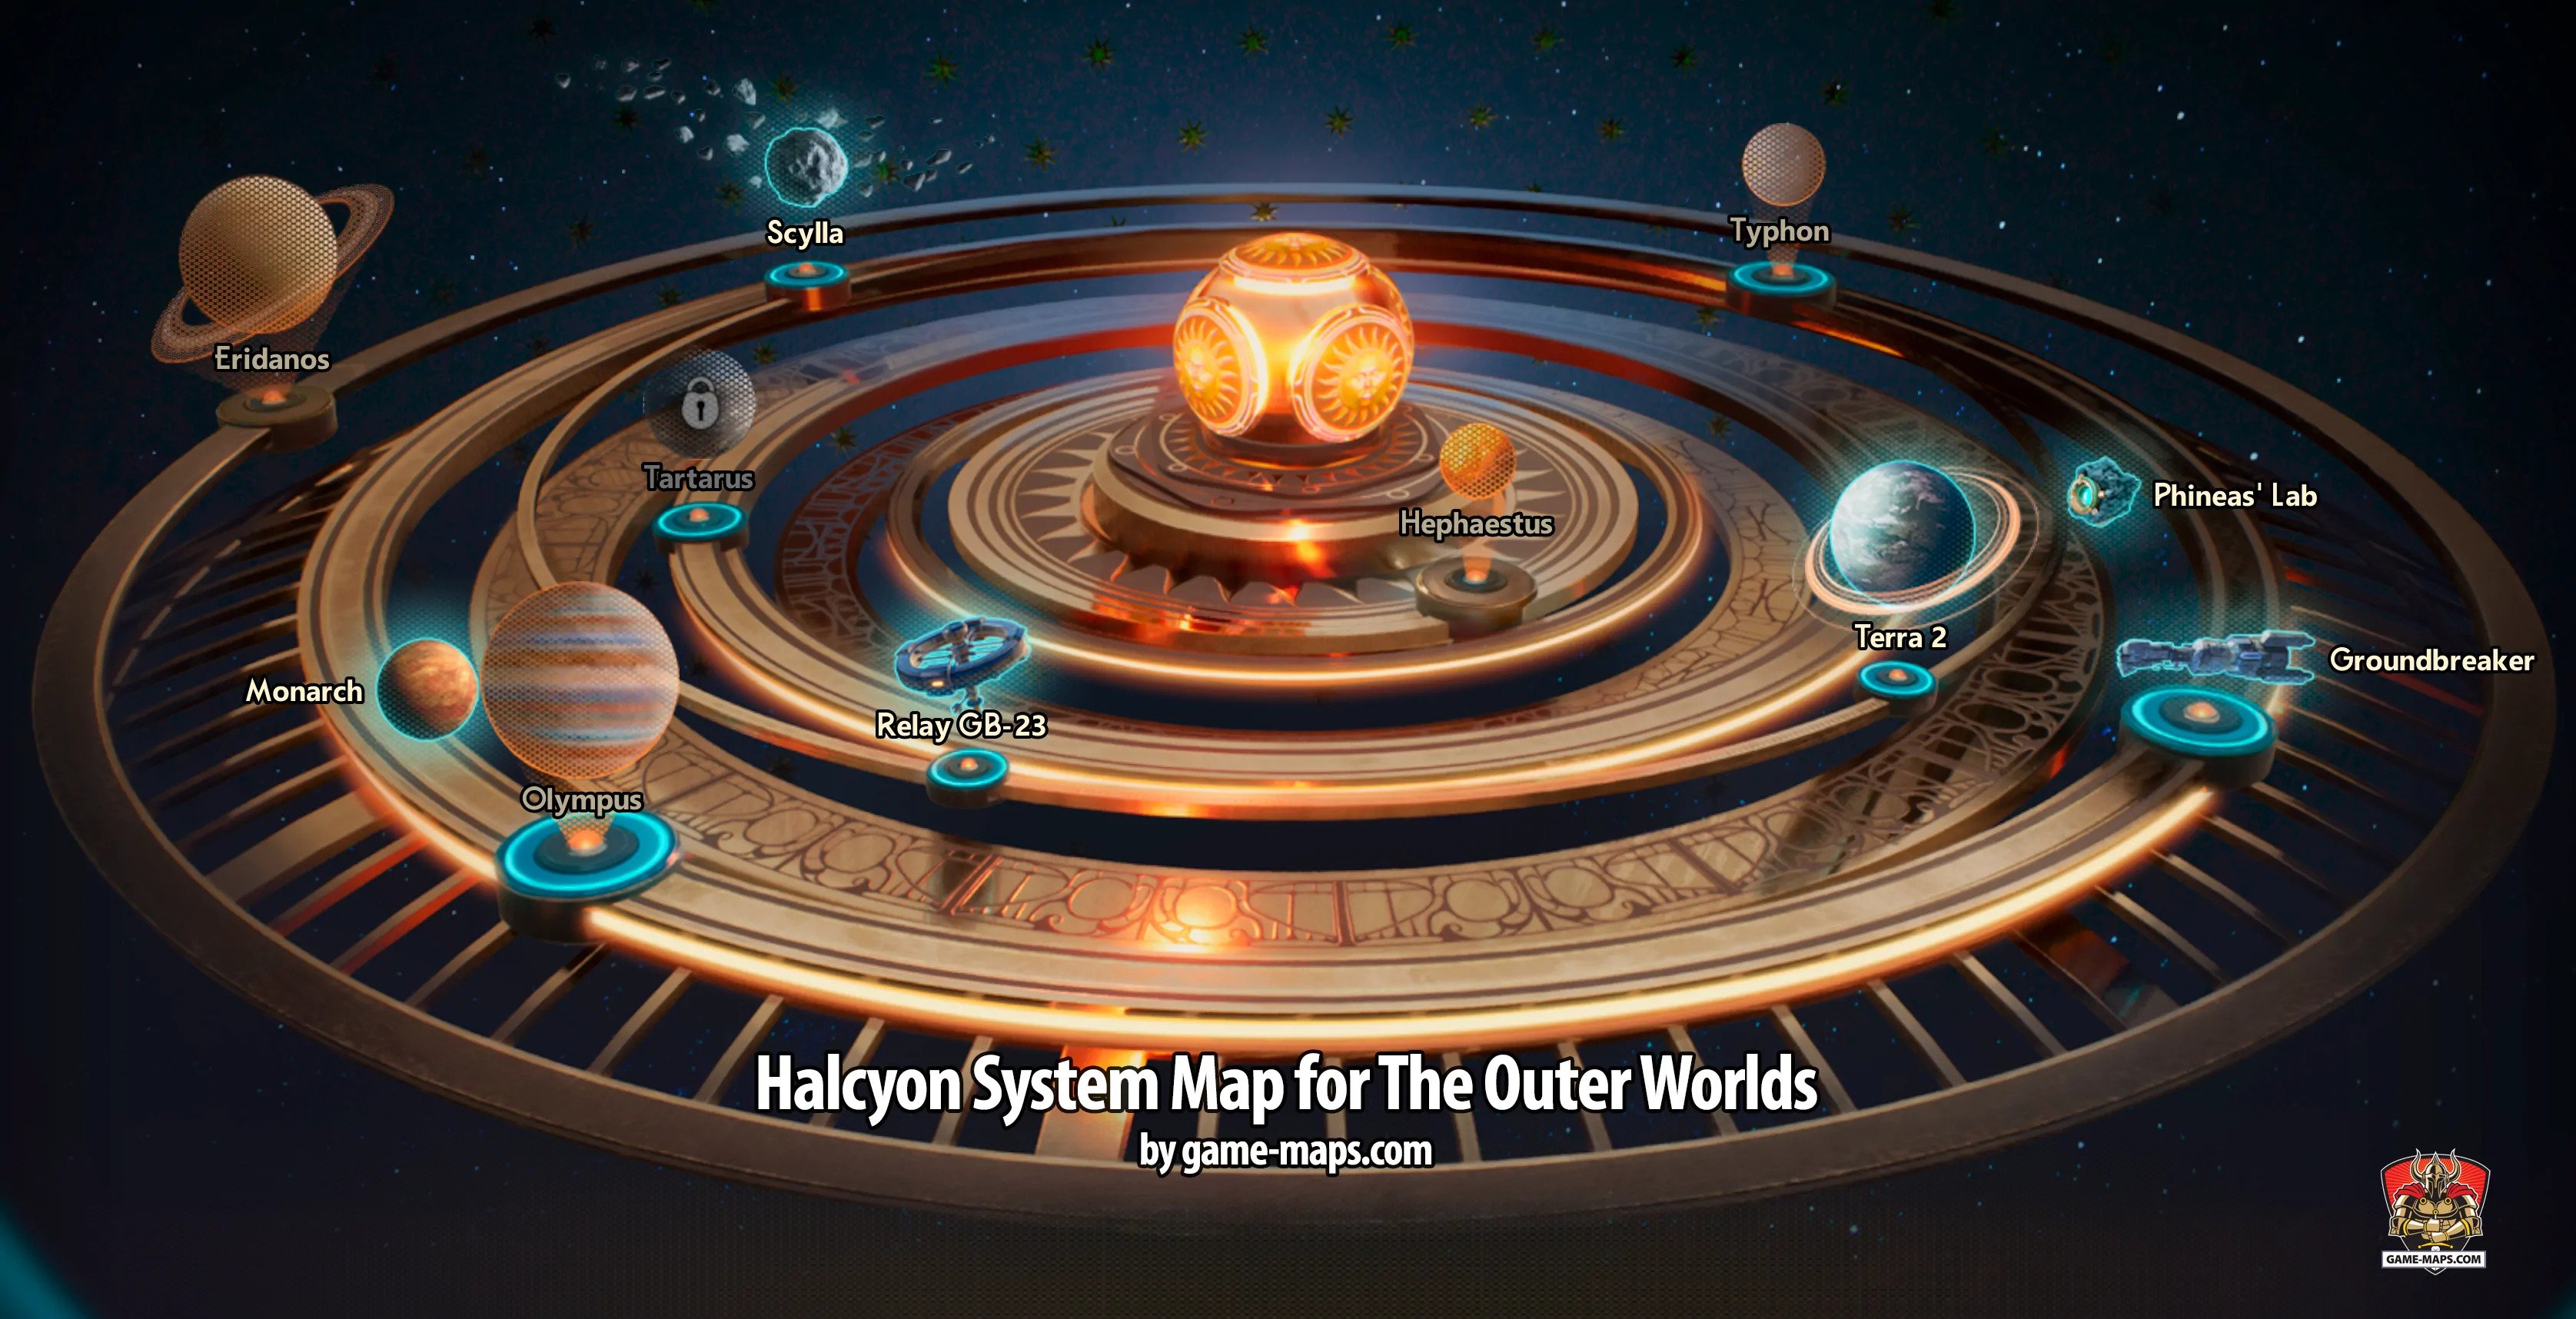 Scylla
Typhon
Eridanos
Tartarus
Hephaestus
Phineas' Lab
Terra 2
Groundbreaker
Monarch
Relay GB-23
Olympus
Halcyon System Map for The Outer Worlds
by game-maps.com
GAME-MAPS.COM